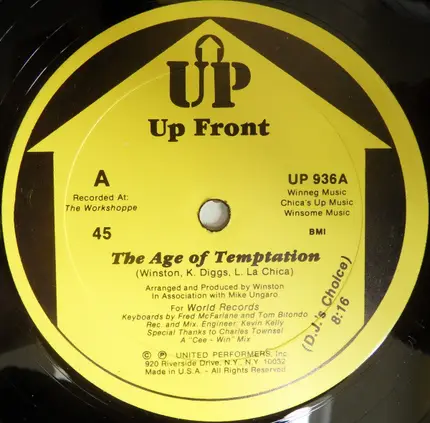 UP
Up Front
A
UP 936A
Recorded At:
The Workshoppe
Winneg Music
Chica's Up Music
Winsome Music
45
BMI
The Age of Temptation
(Winston, K. Diggs, L. La Chica)
(D.J.'s Choice)
8:16
Arranged and Produced by Winston
In Association with Mike Ungaro
For World Records
Keyboards by Fred McFarlane and Tom Bitondo
Rec. and Mix. Engineer: Kevin Kelly
Special Thanks to Charles Townsel
A "Cee - Win" Mix
© ℗ - UNITED PERFORMERS, Inc.
920 Riverside Drive, N.Y. N.Y. 10032
Made in U.S.A. - All Rights Reserved